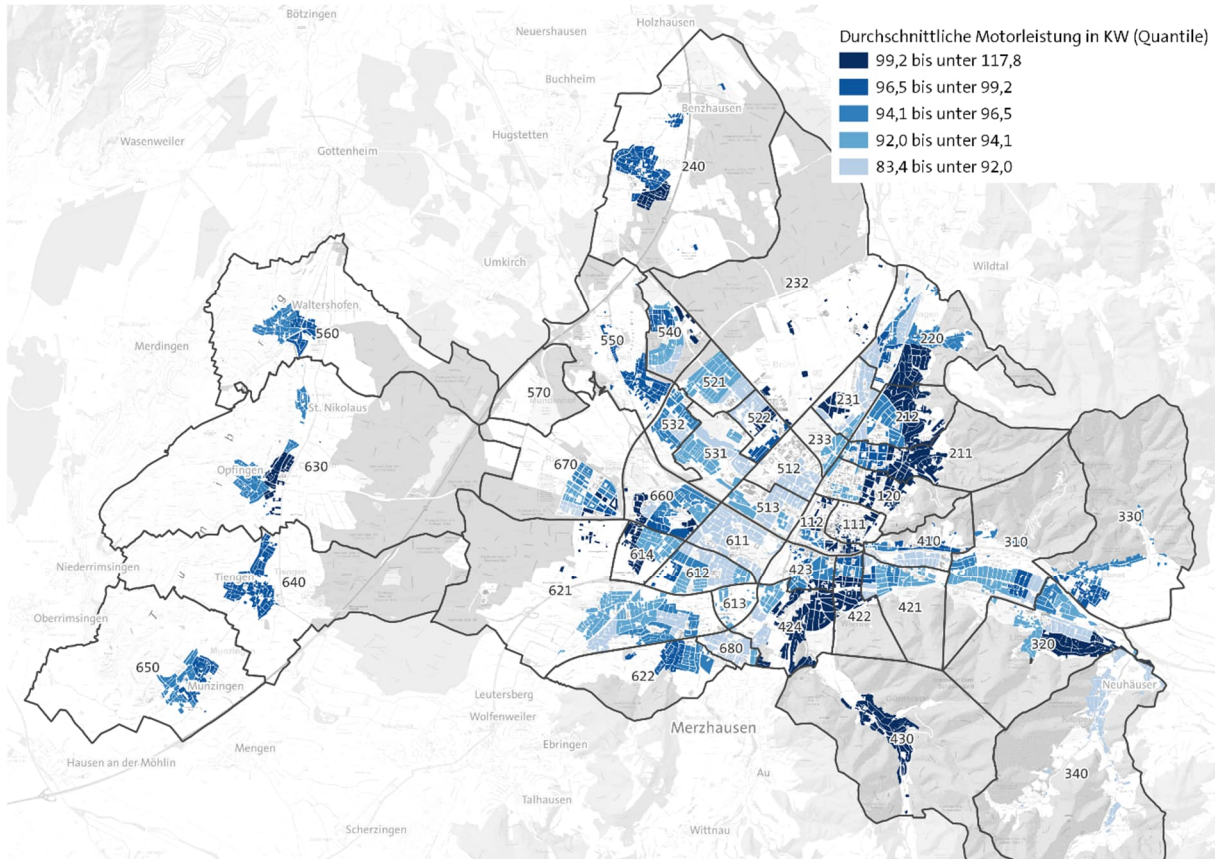 Bötzingen
Holzhausen
Neuershausen
Durchschnittliche Motorleistung in KW (Quantile)
99,2 bis unter 117,8
96,5 bis unter 99,2
94,1 bis unter 96,5
92,0 bis unter 94,1
83,4 bis unter 92,0
Buchheim
Benzhausen
Wasenweiler
Hugstetten
Gottenheim
240
Umkirch
Wildtal
232
Waltershofen
560
Merdingen
550
540
220
521
570
St. Nikolaus
231
522
212
532
233
531
211
Opfingen
630
670
512
660
120
513
330
112
111
614
611
410
310
Niederrimsingen
Tiengen
640
612
423
621
613
421
Oberrimsingen
424
422
680
320
650
622
Munzingen
Neuhäuser
Leutersberg
Wolfenweiler
Merzhausen
430
Mengen
Ebringen
Hausen an der Möhlin
Au
340
Talhausen
Scherzingen
Wittnau